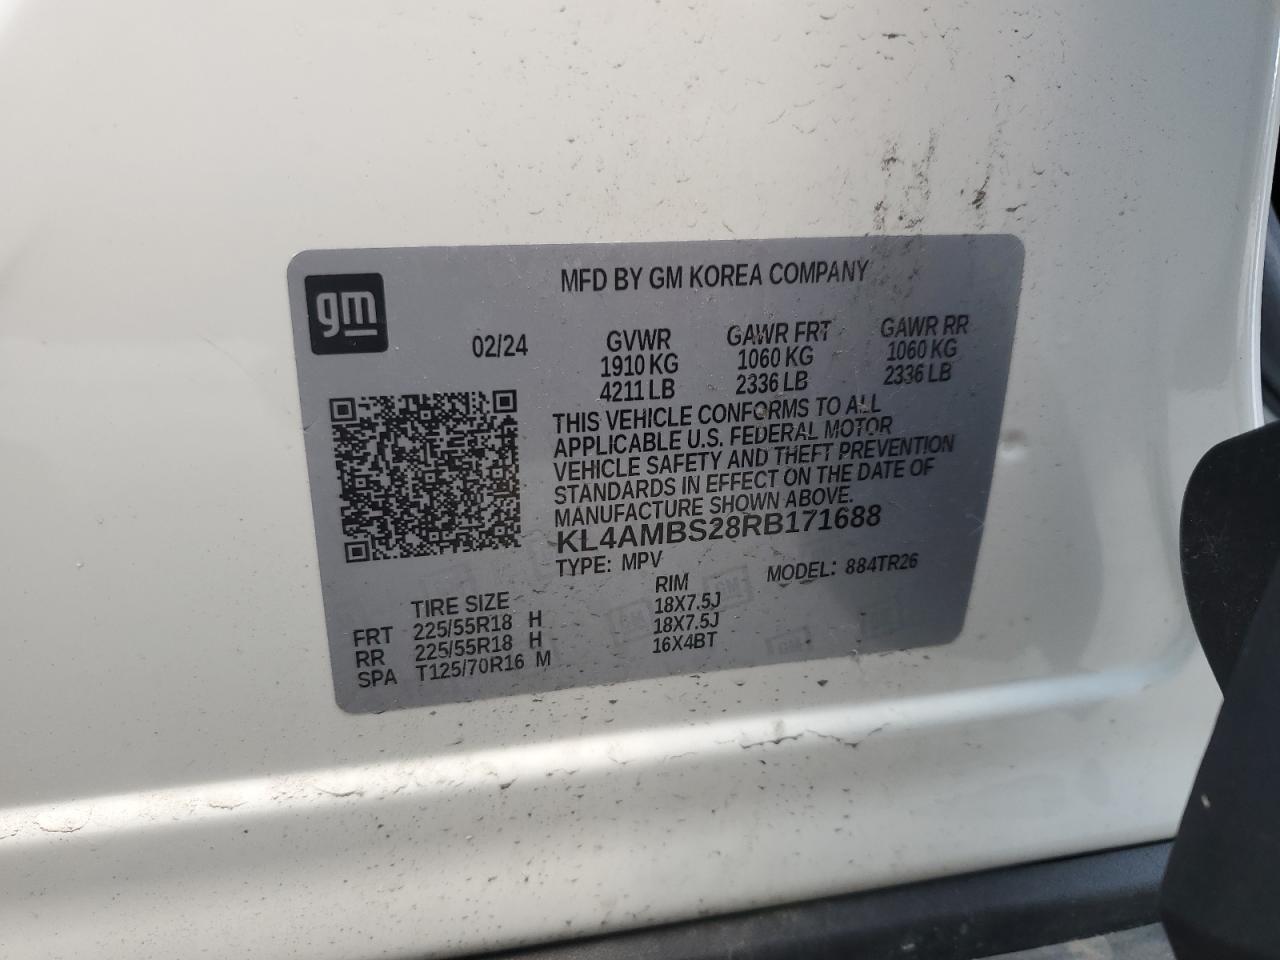 gm
MFD BY GM KOREA COMPANY
02/24 GVWR GAWR FRT GAWR RR
1910 KG 1060 KG 1060 KG
4211 LB 2336 LB 2336 LB
THIS VEHICLE CONFORMS TO ALL
APPLICABLE U.S. FEDERAL MOTOR
VEHICLE SAFETY AND THEFT PREVENTION
STANDARDS IN EFFECT ON THE DATE OF
MANUFACTURE SHOWN ABOVE.
KL4AMBS28RB171688
TYPE: MPV MODEL: 884TR26
TIRE SIZE RIM
FRT 225/55R18 H 18X7.5J
RR 225/55R18 H 18X7.5J
SPA T125/70R16 M 16X4BT
GM
GM
GM